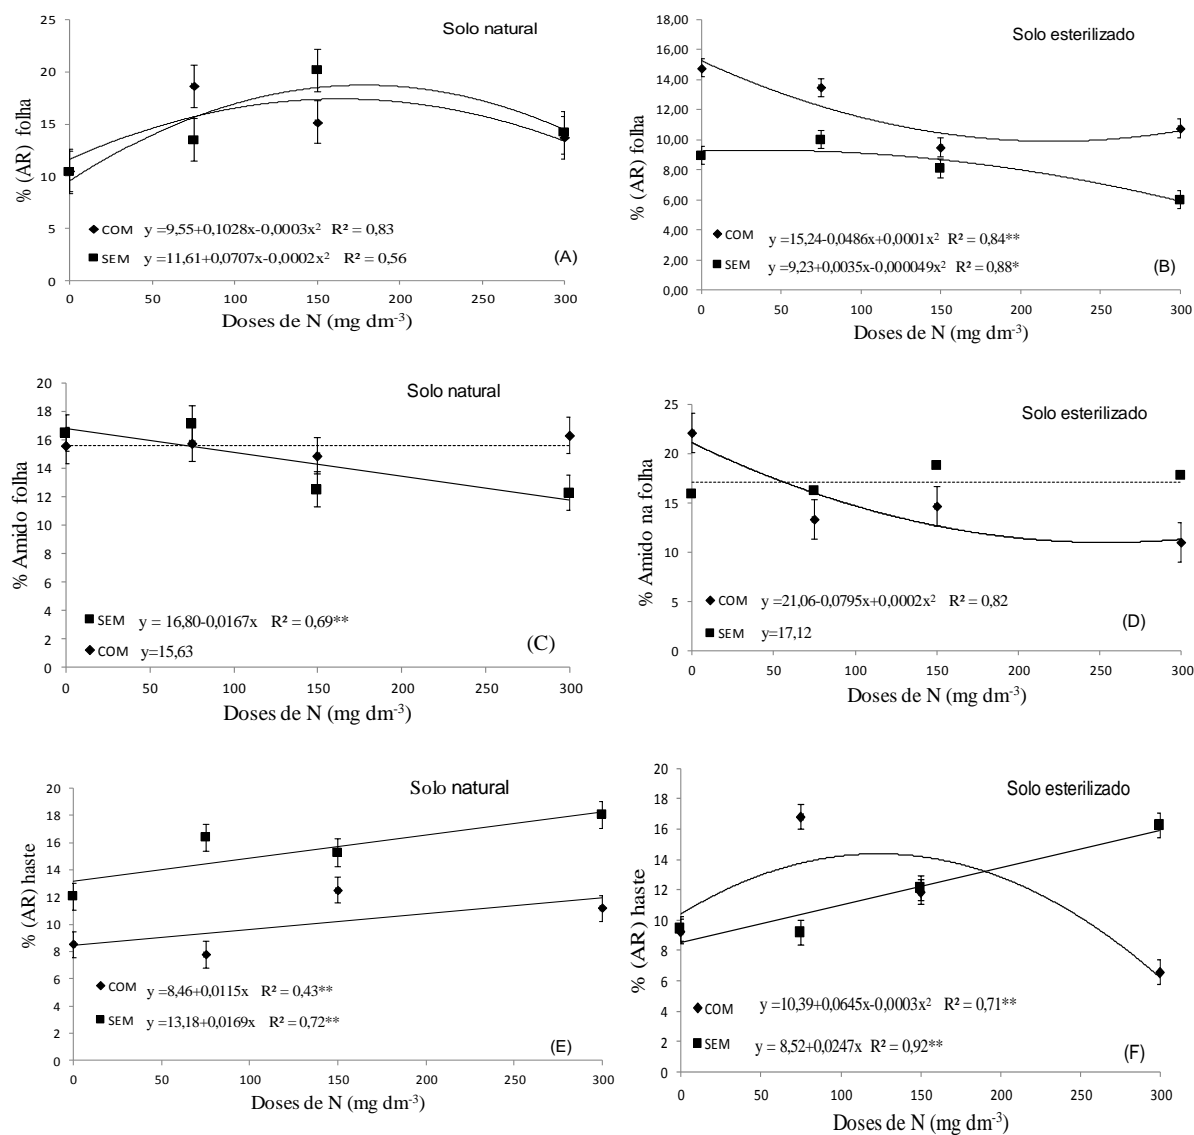 Solo natural
% (AR) folha
25
20
15
10
5
0
COM y =9,55+0,1028x-0,0003x² R² = 0,83
SEM y =11,61+0,0707x-0,0002x² R² = 0,56
(A)
0 50 100 150 200 250 300
Doses de N (mg dm-3)
Solo esterilizado
% (AR) folha
18,00
16,00
14,00
12,00
10,00
8,00
6,00
4,00
2,00
0,00
COM y =15,24-0,0486x+0,0001x² R² = 0,84**
SEM y =9,23+0,0035x-0,000049x² R² = 0,88*
(B)
0 50 100 150 200 250 300
Doses de N (mg dm-3)
Solo natural
% Amido folha
20
18
16
14
12
10
8
6
4
2
0
SEM y = 16,80-0,0167x R² = 0,69**
COM y=15,63
(C)
0 50 100 150 200 250 300
Doses de N (mg dm-3)
Solo esterilizado
% Amido na folha
25
20
15
10
5
0
COM y =21,06-0,0795x+0,0002x² R² = 0,82
SEM y=17,12
(D)
0 50 100 150 200 250 300
Doses de N (mg dm-3)
Solo natural
% (AR) haste
20
18
16
14
12
10
8
6
4
2
0
COM y =8,46+0,0115x R² = 0,43**
SEM y=13,18+0,0169x R² = 0,72**
(E)
0 50 100 150 200 250 300
Doses de N (mg dm-3)
Solo esterilizado
% (AR) haste
20
18
16
14
12
10
8
6
4
2
0
COM y =10,39+0,0645x-0,0003x² R² = 0,71**
SEM y = 8,52+0,0247x R² = 0,92**
(F)
0 50 100 150 200 250 300
Doses de N (mg dm-3)